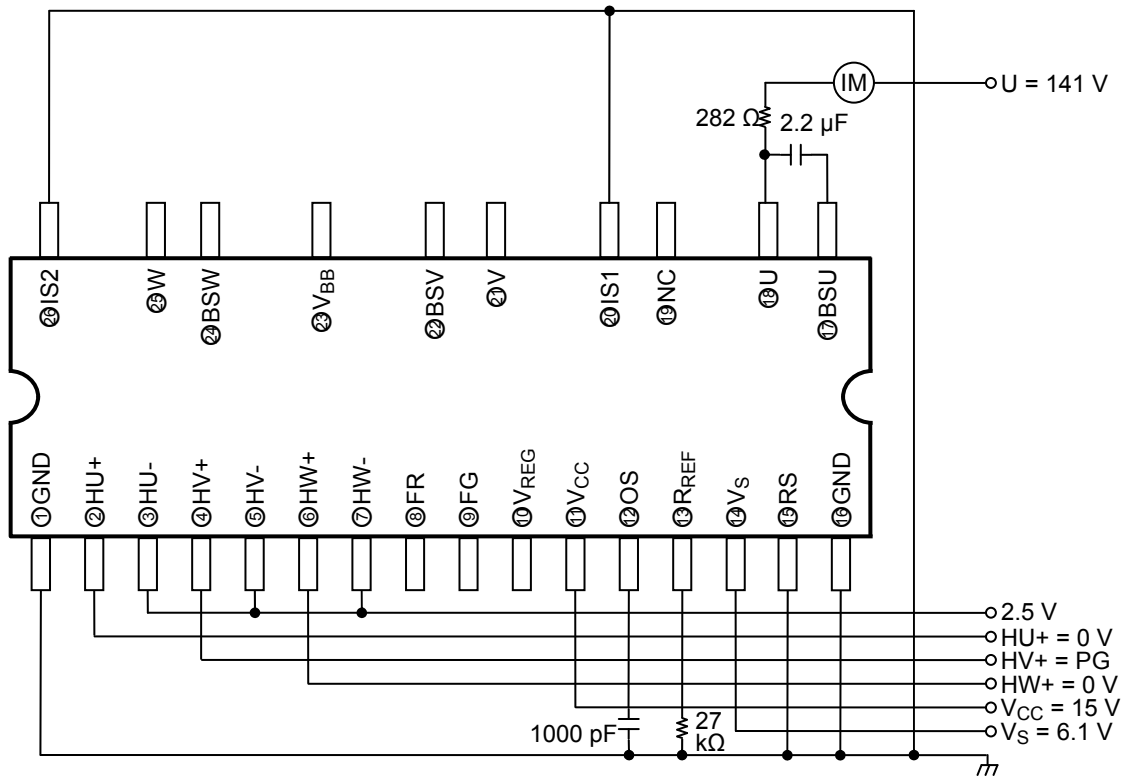 IM
U = 141 V
282 Ω
2.2 µF
㉖IS2
㉕W
㉔BSW
㉓VBB
㉒BSV
㉑V
⑳IS1
⑲NC
⑱U
⑰BSU
①GND
②HU+
③HU-
④HV+
⑤HV-
⑥HW+
⑦HW-
⑧FR
⑨FG
⑩VREG
⑪VCC
⑫OS
⑬RREF
⑭VS
⑮RS
⑯GND
2.5 V
HU+ = 0 V
HV+ = PG
HW+ = 0 V
VCC = 15 V
VS = 6.1 V
1000 pF
27
kΩ